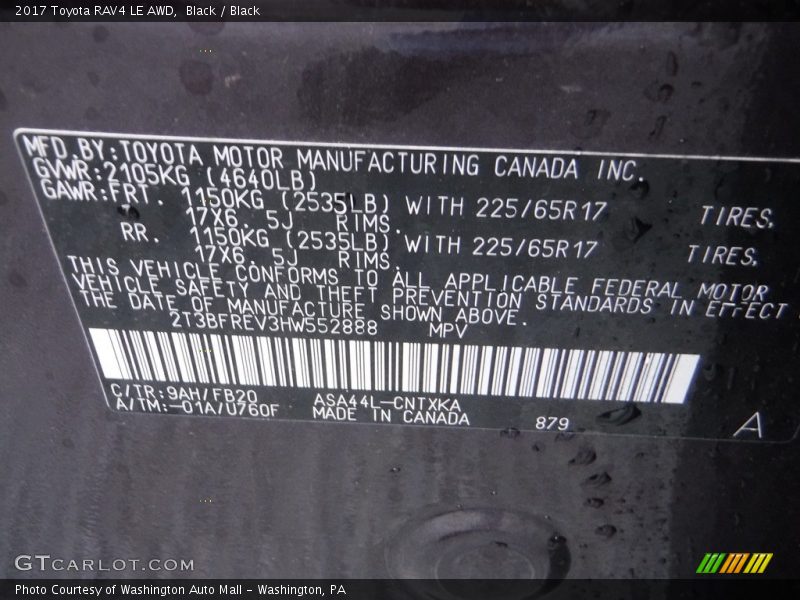 2017 Toyota RAV4 LE AWD, Black / Black
MFD.BY:TOYOTA MOTOR MANUFACTURING CANADA INC.
GVWR:2105KG (4640LB)
GAWR:FRT. 1150KG (2535LB) WITH 225/65R17 TIRES,
17X6. 5J RIMS.
RR. 1150KG (2535LB) WITH 225/65R17 TIRES,
17X6. 5J RIMS.
THIS VEHICLE CONFORMS TO ALL APPLICABLE FEDERAL MOTOR
VEHICLE SAFETY AND THEFT PREVENTION STANDARDS IN EFFECT
THE DATE OF MANUFACTURE SHOWN ABOVE.
2T3BFREV3HW552888 MPV
C/TR:9AH/FB20 ASA44L-CNTXKA
A/TM:-01A/U760F MADE IN CANADA 879 A
GTCARLOT.COM
Photo Courtesy of Washington Auto Mall - Washington, PA